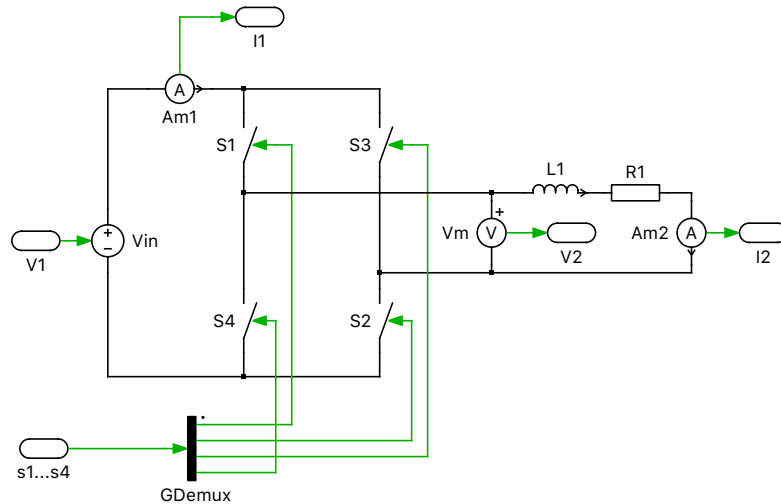 I1
A
Am1
S1
S3
L1
R1
V1
+
−
Vin
Vm
+
V
V2
Am2
A
I2
S4
S2
s1...s4
GDemux